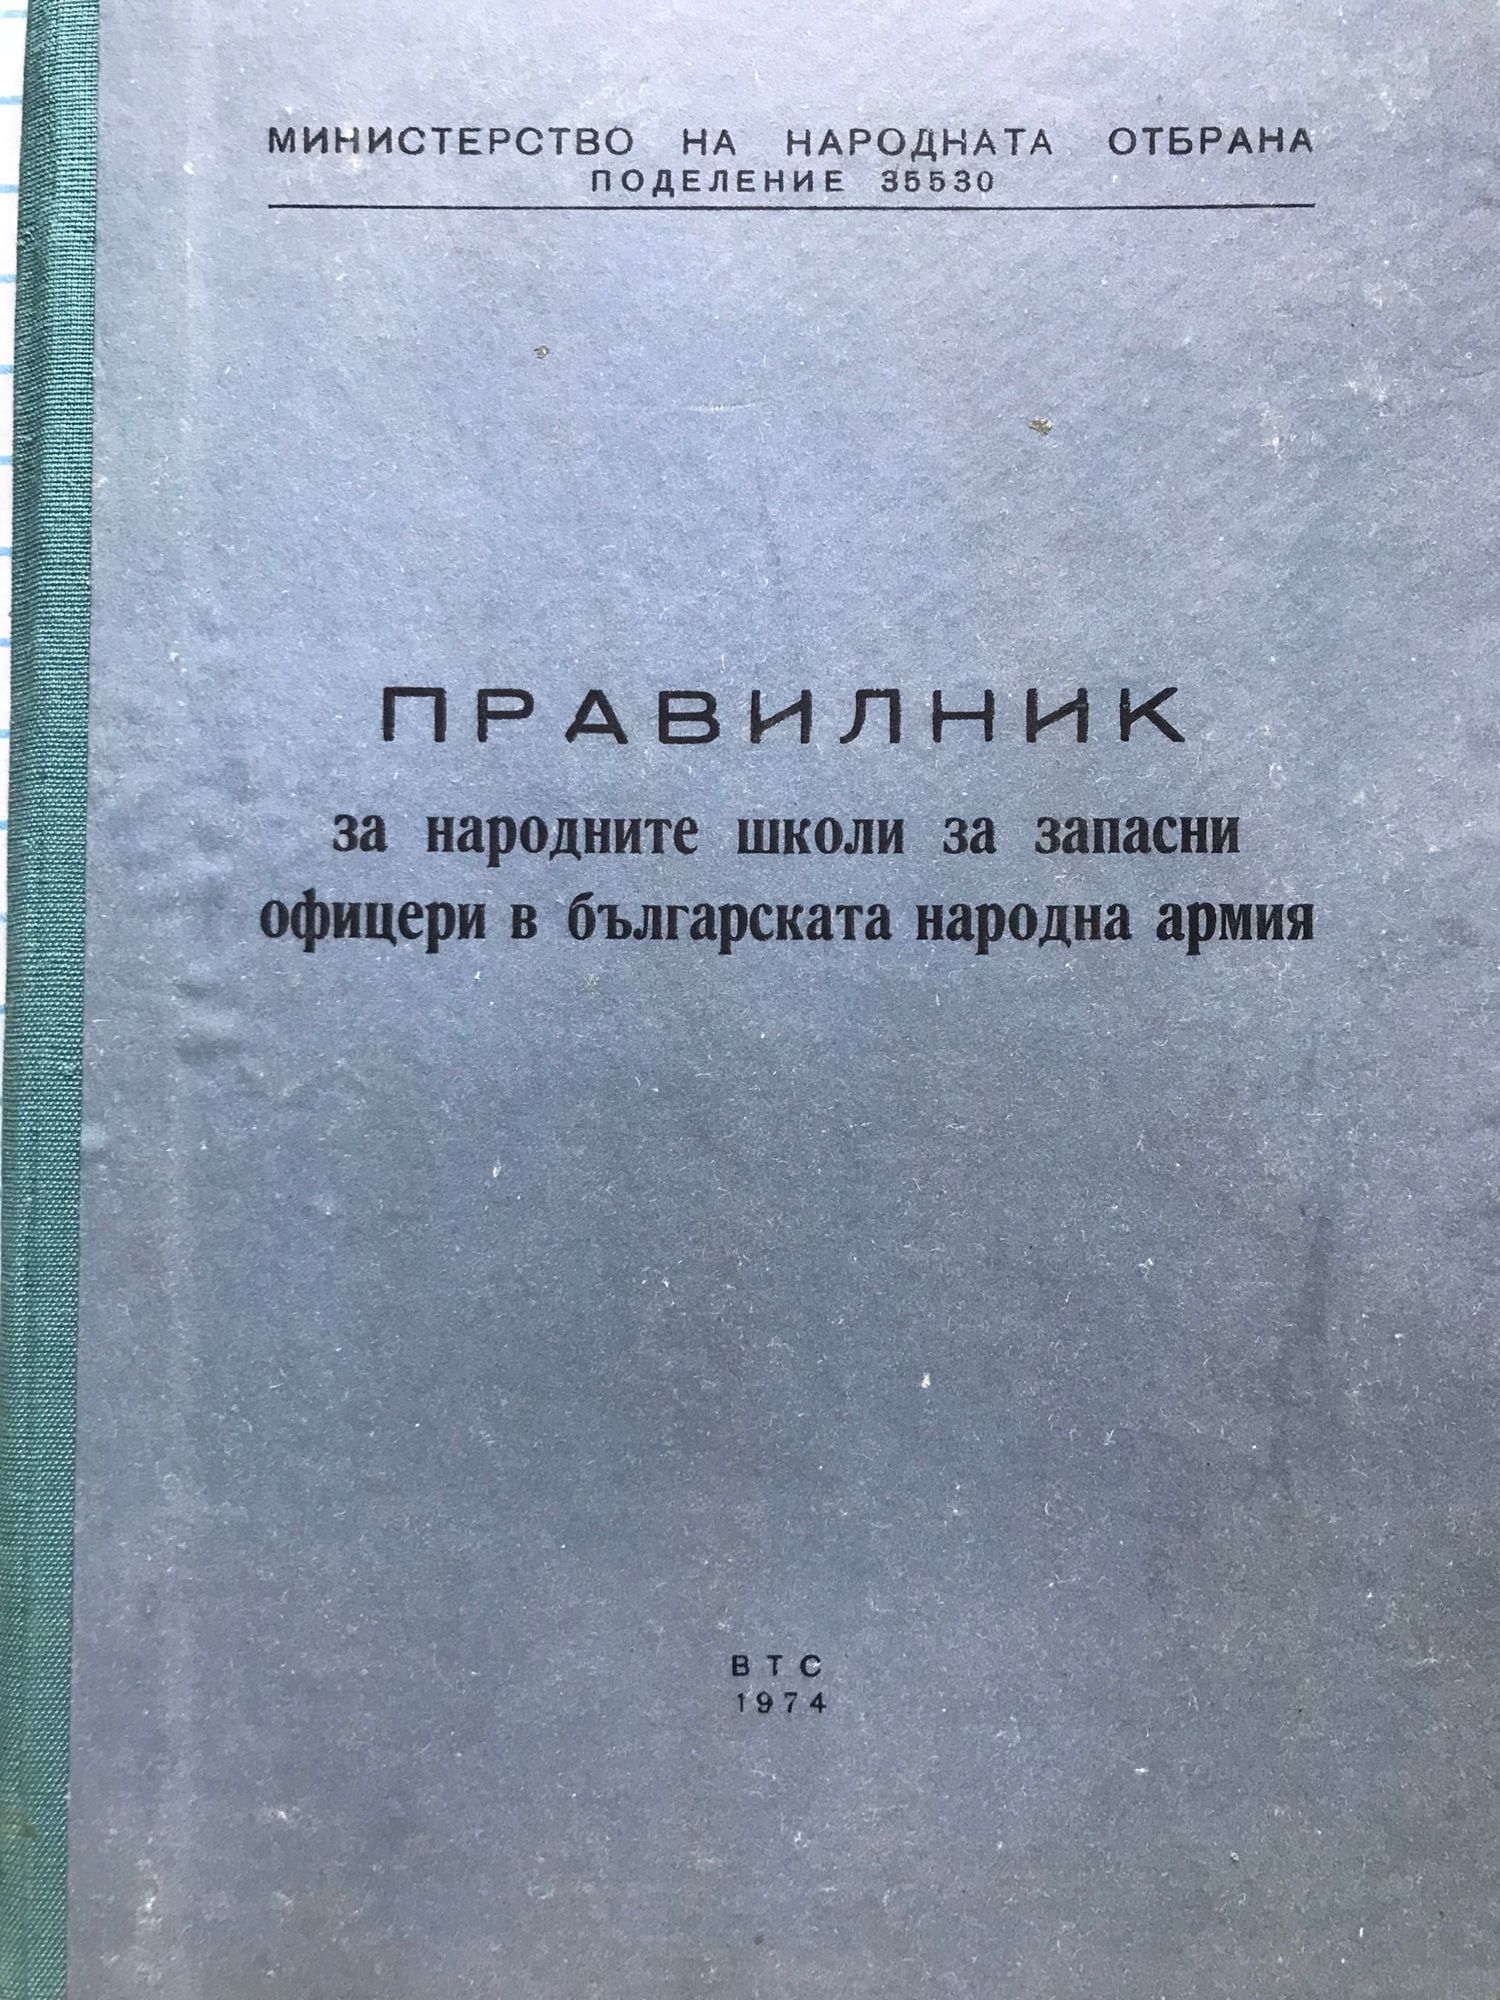 МИНИСТЕРСТВО НА НАРОДНАТА ОТБРАНА
ПОДЕЛЕНИЕ 35530
ПРАВИЛНИК
за народните школи за запасни
офицери в българската народна армия
ВТС
1974